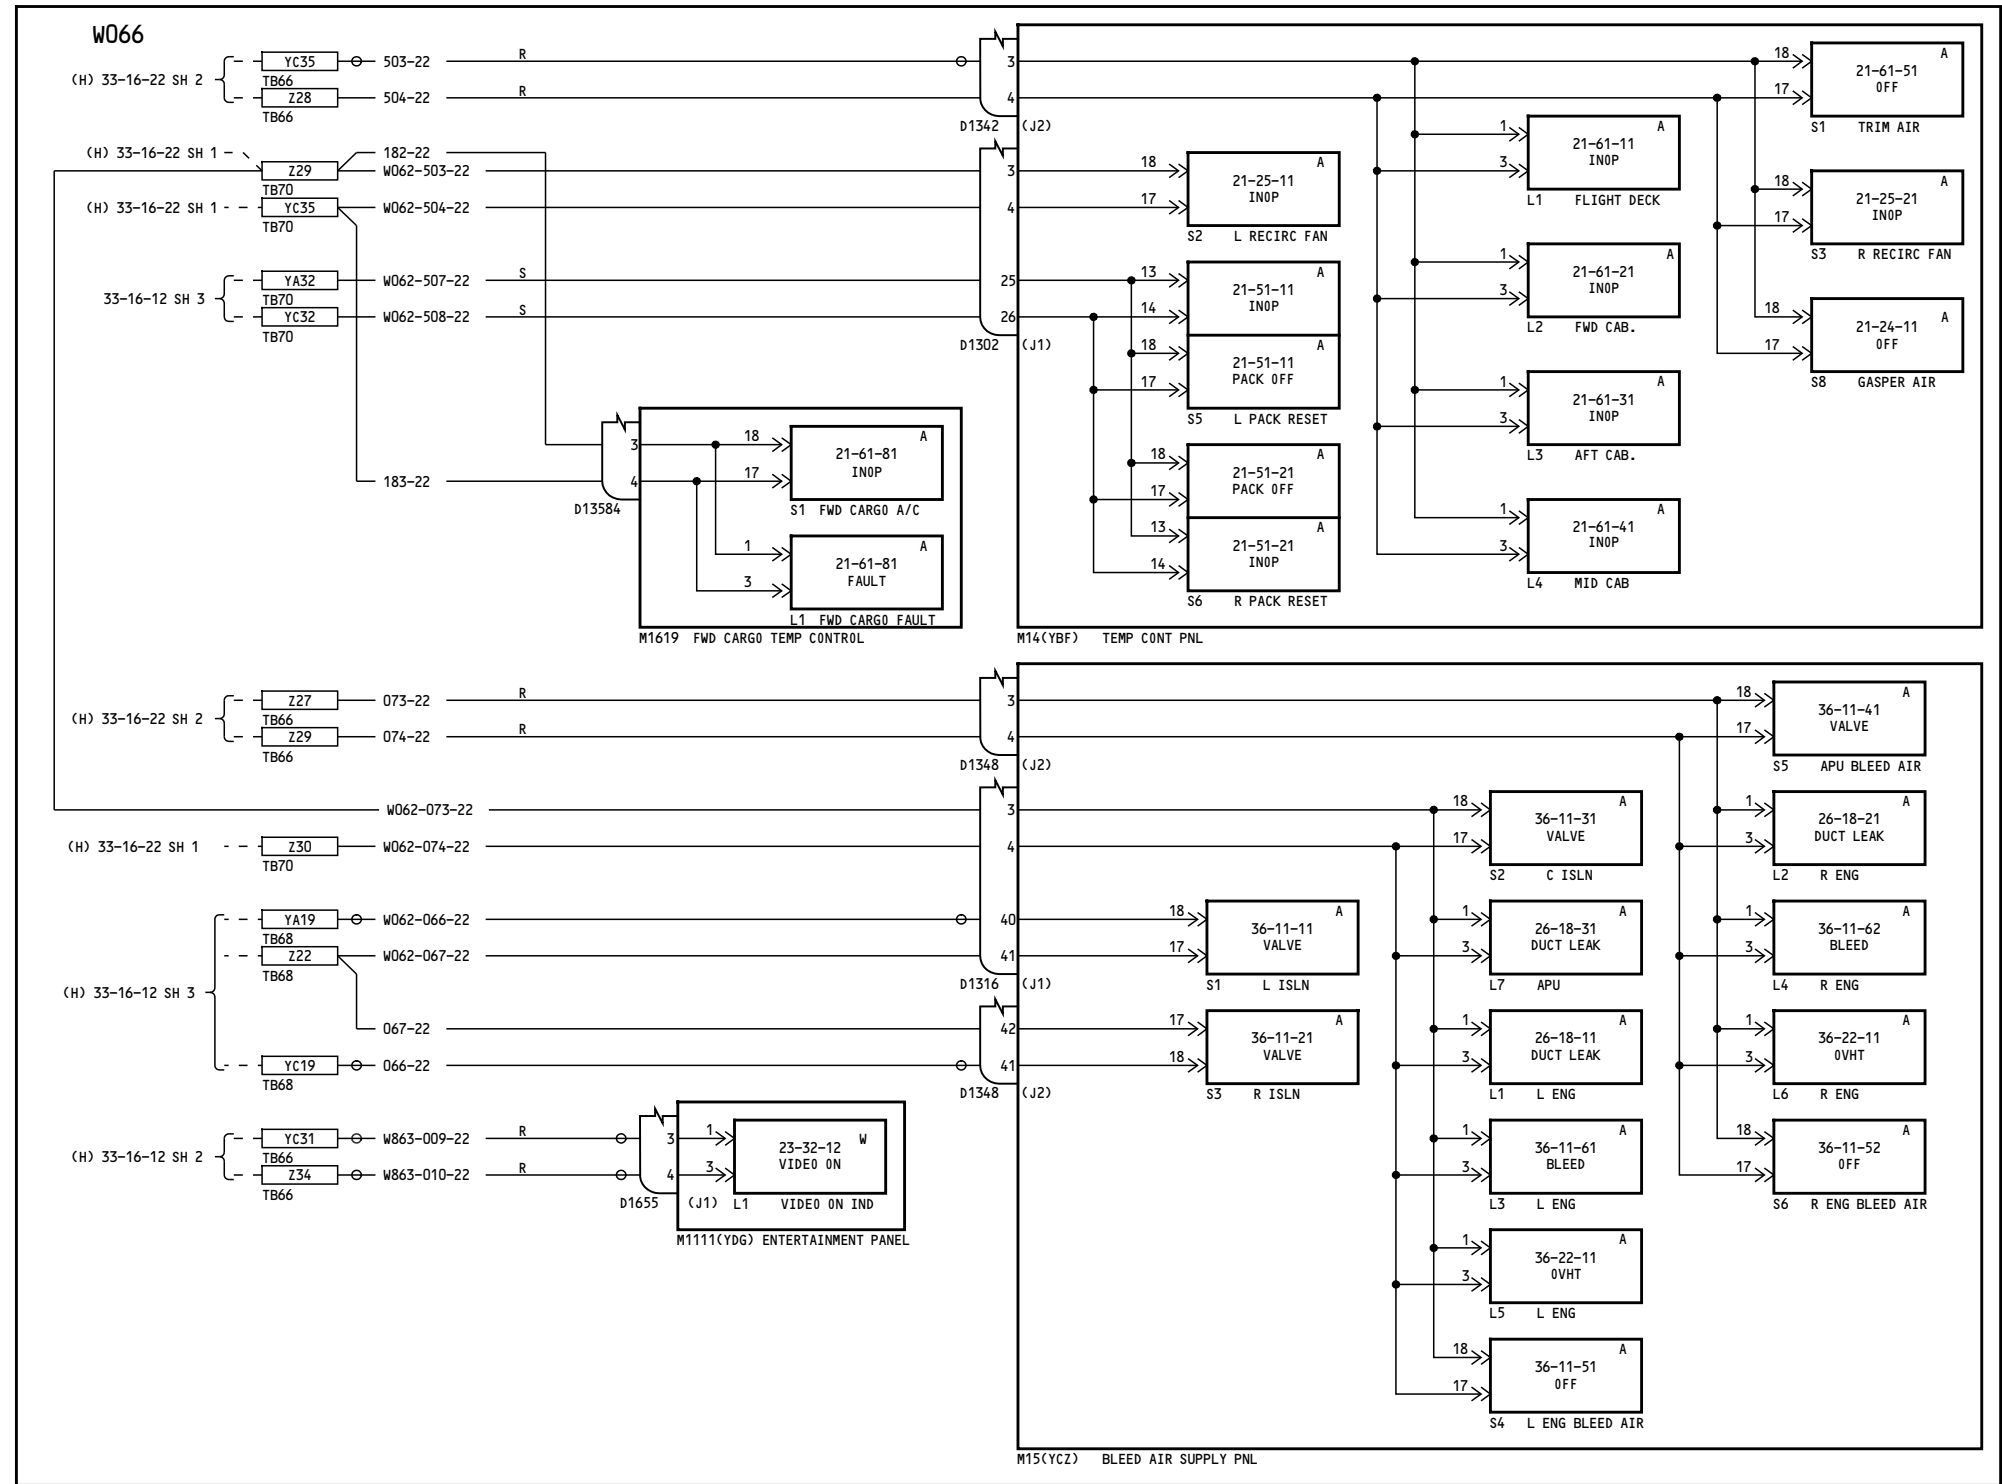 W066
(H) 33-16-22 SH 2
YC35
TB66
503-22
R
Z28
TB66
504-22
R
3
4
D1342
(J2)
(H) 33-16-22 SH 1
182-22
Z29
TB70
W062-503-22
(H) 33-16-22 SH 1
YC35
TB70
W062-504-22
33-16-12 SH 3
YA32
TB70
W062-507-22
S
YC32
TB70
W062-508-22
S
3
4
25
26
D1302
(J1)
183-22
3
4
D13584
18
17
21-61-81
INOP
A
S1 FWD CARGO A/C
1
3
21-61-81
FAULT
A
L1 FWD CARGO FAULT
M1619 FWD CARGO TEMP CONTROL
18
17
21-25-11
INOP
A
S2 L RECIRC FAN
13
14
21-51-11
INOP
A
18
17
21-51-11
PACK OFF
A
S5 L PACK RESET
18
17
21-51-21
PACK OFF
A
13
14
21-51-21
INOP
A
S6 R PACK RESET
1
3
21-61-11
INOP
A
L1 FLIGHT DECK
1
3
21-61-21
INOP
A
L2 FWD CAB.
1
3
21-61-31
INOP
A
L3 AFT CAB.
1
3
21-61-41
INOP
A
L4 MID CAB
18
17
21-61-51
OFF
A
S1 TRIM AIR
18
17
21-25-21
INOP
A
S3 R RECIRC FAN
18
17
21-24-11
OFF
A
S8 GASPER AIR
M14(YBF) TEMP CONT PNL
(H) 33-16-22 SH 2
Z27
TB66
073-22
R
Z29
TB66
074-22
R
3
4
D1348
(J2)
W062-073-22
(H) 33-16-22 SH 1
Z30
TB70
W062-074-22
(H) 33-16-12 SH 3
YA19
TB68
W062-066-22
Z22
TB68
W062-067-22
3
4
40
41
D1316
(J1)
067-22
YC19
TB68
066-22
42
41
D1348
(J2)
(H) 33-16-12 SH 2
YC31
TB66
W863-009-22
R
Z34
TB66
W863-010-22
R
3
4
D1655
(J1)
1
3
23-32-12
VIDEO ON
W
L1 VIDEO ON IND
M1111(YDG) ENTERTAINMENT PANEL
18
17
36-11-11
VALVE
A
S1 L ISLN
17
18
36-11-21
VALVE
A
S3 R ISLN
18
17
36-11-31
VALVE
A
S2 C ISLN
1
3
26-18-31
DUCT LEAK
A
L7 APU
1
3
26-18-11
DUCT LEAK
A
L1 L ENG
1
3
36-11-61
BLEED
A
L3 L ENG
1
3
36-22-11
OVHT
A
L5 L ENG
18
17
36-11-51
OFF
A
S4 L ENG BLEED AIR
18
17
36-11-41
VALVE
A
S5 APU BLEED AIR
1
3
26-18-21
DUCT LEAK
A
L2 R ENG
1
3
36-11-62
BLEED
A
L4 R ENG
1
3
36-22-11
OVHT
A
L6 R ENG
18
17
36-11-52
OFF
A
S6 R ENG BLEED AIR
M15(YCZ) BLEED AIR SUPPLY PNL